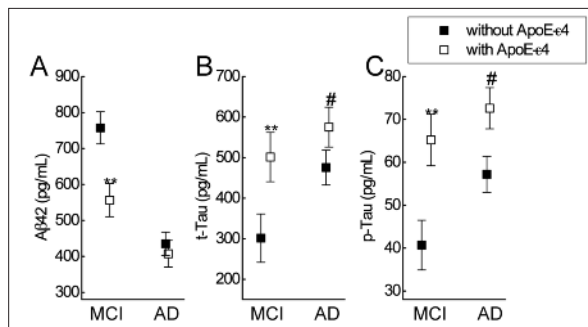 without ApoE-ε4
with ApoE-ε4
A
B
C
900
800
700
600
500
400
300
Aβ42 (pg/mL)
**
MCI
AD
700
600
500
400
300
200
t-Tau (pg/mL)
**
#
MCI
AD
80
70
60
50
40
30
p-Tau (pg/mL)
**
#
MCI
AD